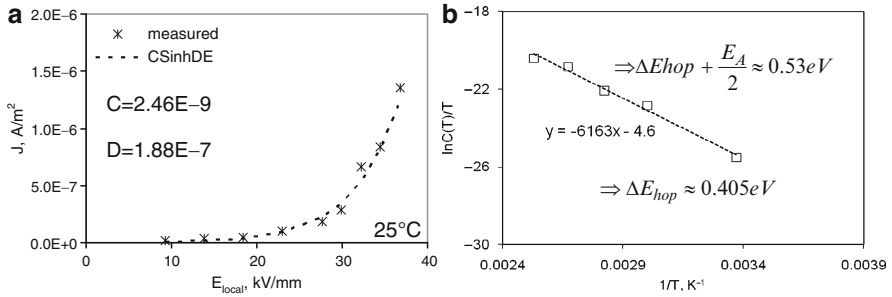 a
2.0E-6
1.5E-6
1.0E-6
5.0E-7
0.0E+0
J, A/m²
measured
CSinhDE
C=2.46E−9
D=1.88E−7
25°C
0 10 20 30 40
E_local, kV/mm
b
-18
-22
-26
-30
lnC(T)/T
⇒ΔEhop + E_A/2 ≈ 0.53eV
y = -6163x - 4.6
⇒ ΔE_hop ≈ 0.405eV
0.0024 0.0029 0.0034 0.0039
1/T, K⁻¹